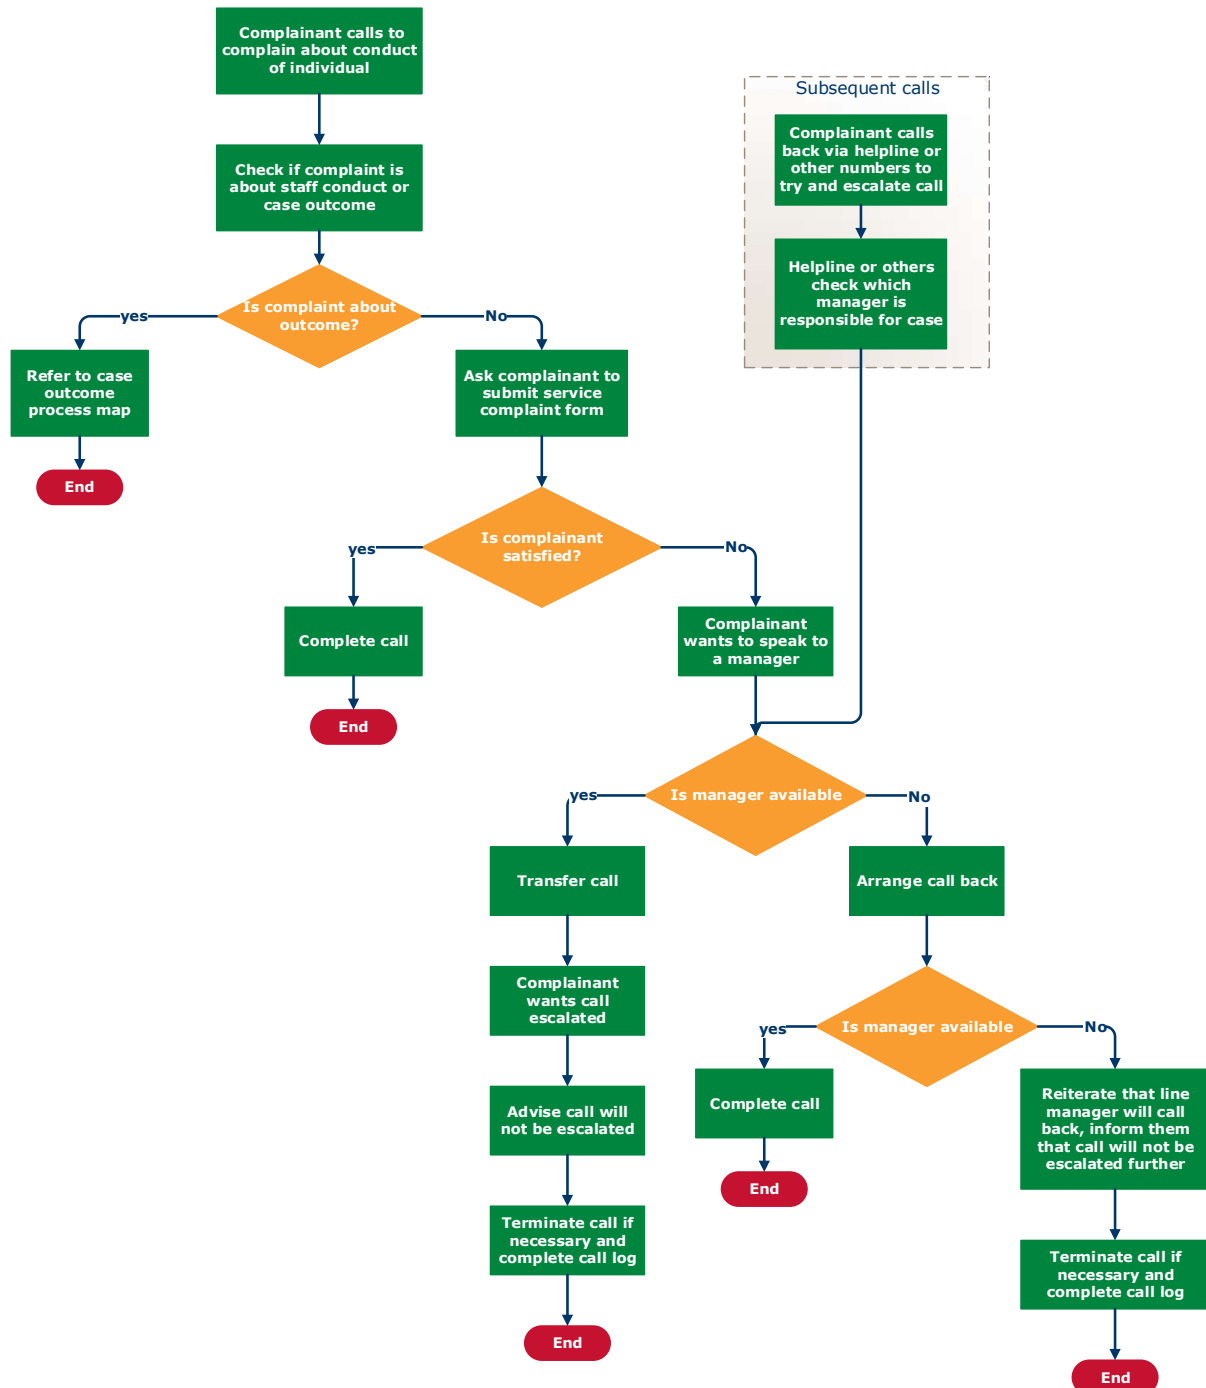 Complainant calls to
complain about conduct
of individual
Subsequent calls
Complainant calls
back via helpline or
other numbers to
try and escalate call
Check if complaint is
about staff conduct or
case outcome
Helpline or others
check which
manager is
responsible for case
Is complaint about
outcome?
yes
No
Refer to case
outcome
process map
Ask complainant to
submit service
complaint form
End
Is complainant
satisfied?
yes
No
Complete call
Complainant
wants to speak to
a manager
End
Is manager available
yes
No
Transfer call
Arrange call back
Complainant
wants call
escalated
Is manager available
yes
No
Advise call will
not be escalated
Complete call
Reiterate that line
manager will call
back, inform them
that call will not be
escalated further
End
Terminate call if
necessary and
complete call log
Terminate call if
necessary and
complete call log
End
End